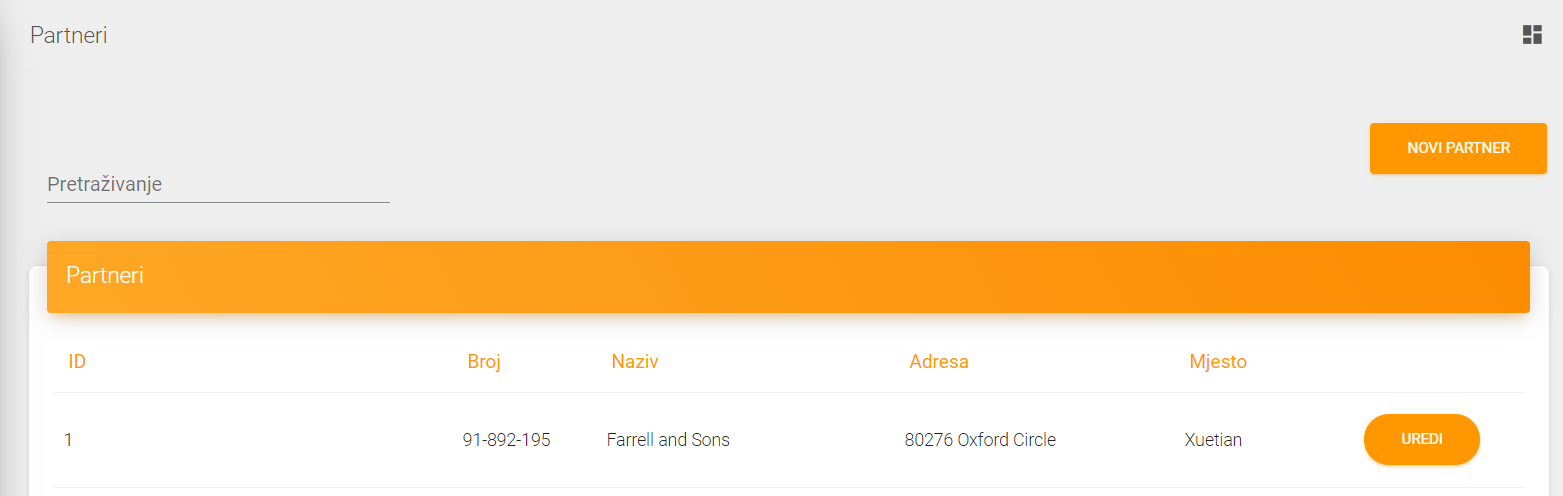 Partneri
NOVI PARTNER
Pretraživanje
Partneri
ID Broj Naziv Adresa Mjesto
1 91-892-195 Farrell and Sons 80276 Oxford Circle Xuetian UREDI